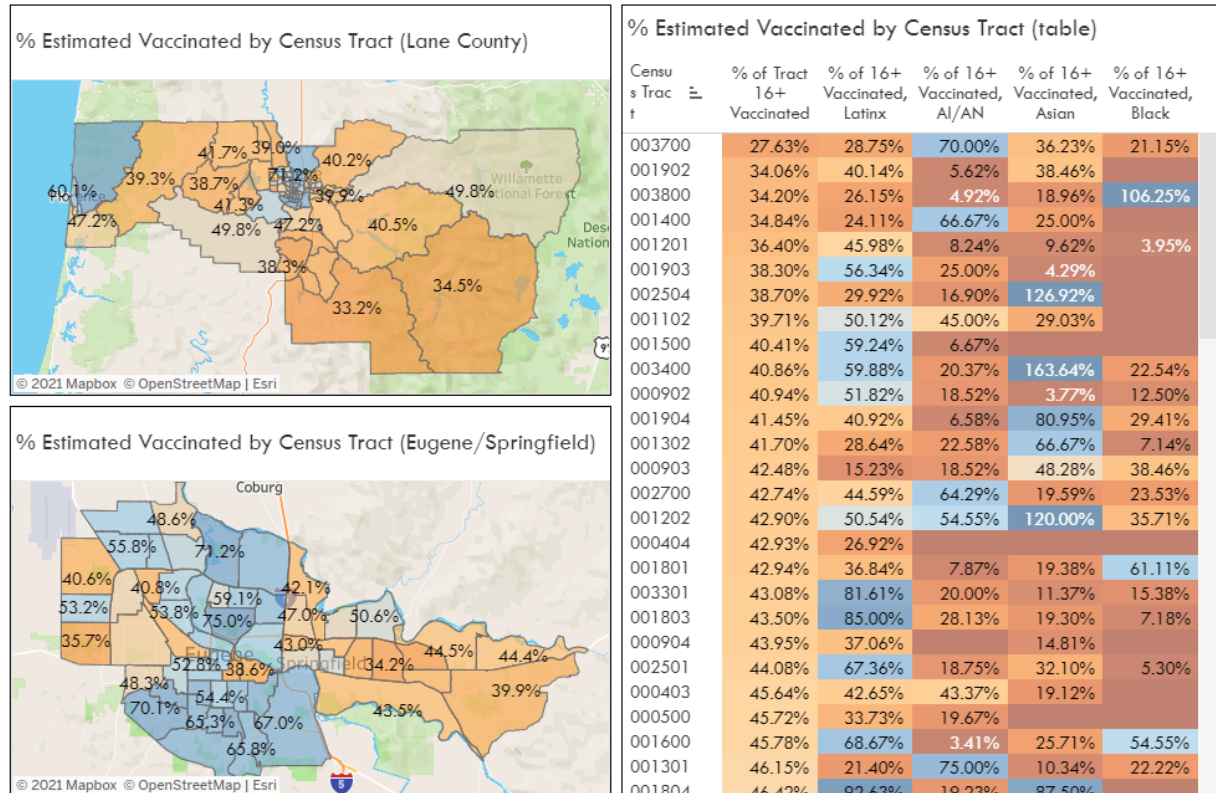 % Estimated Vaccinated by Census Tract (Lane County)
41.7%
39.0%
40.2%
71.2%
60.1%
39.3%
38.7%
39.9%
49.8%
Willamette
National Forest
Florence
41.3%
47.2%
49.8%
47.2%
40.5%
Des
Nation
38.3%
34.5%
33.2%
9
© 2021 Mapbox © OpenStreetMap | Esri
% Estimated Vaccinated by Census Tract (Eugene/Springfield)
Coburg
48.6%
55.8%
71.2%
40.6%
40.8%
42.1%
53.2%
53.8%
59.1%
75.0%
47.0%
50.6%
35.7%
43.0%
Eugene
Springfield
52.8%
38.6%
34.2%
44.5%
44.4%
48.3%
54.4%
39.9%
70.1%
65.3%
67.0%
43.5%
65.8%
5
© 2021 Mapbox © OpenStreetMap | Esri
% Estimated Vaccinated by Census Tract (table)
Censu % of Tract % of 16+ % of 16+ % of 16+ % of 16+
s Trac 16+ Vaccinated, Vaccinated, Vaccinated, Vaccinated,
t Vaccinated Latinx AI/AN Asian Black
003700 27.63% 28.75% 70.00% 36.23% 21.15%
001902 34.06% 40.14% 5.62% 38.46%
003800 34.20% 26.15% 4.92% 18.96% 106.25%
001400 34.84% 24.11% 66.67% 25.00%
001201 36.40% 45.98% 8.24% 9.62% 3.95%
001903 38.30% 56.34% 25.00% 4.29%
002504 38.70% 29.92% 16.90% 126.92%
001102 39.71% 50.12% 45.00% 29.03%
001500 40.41% 59.24% 6.67%
003400 40.86% 59.88% 20.37% 163.64% 22.54%
000902 40.94% 51.82% 18.52% 3.77% 12.50%
001904 41.45% 40.92% 6.58% 80.95% 29.41%
001302 41.70% 28.64% 22.58% 66.67% 7.14%
000903 42.48% 15.23% 18.52% 48.28% 38.46%
002700 42.74% 44.59% 64.29% 19.59% 23.53%
001202 42.90% 50.54% 54.55% 120.00% 35.71%
000404 42.93% 26.92%
001801 42.94% 36.84% 7.87% 19.38% 61.11%
003301 43.08% 81.61% 20.00% 11.37% 15.38%
001803 43.50% 85.00% 28.13% 19.30% 7.18%
000904 43.95% 37.06% 14.81%
002501 44.08% 67.36% 18.75% 32.10% 5.30%
000403 45.64% 42.65% 43.37% 19.12%
000500 45.72% 33.73% 19.67%
001600 45.78% 68.67% 3.41% 25.71% 54.55%
001301 46.15% 21.40% 75.00% 10.34% 22.22%
001804 46.42% 92.63% 19.23% 87.50%